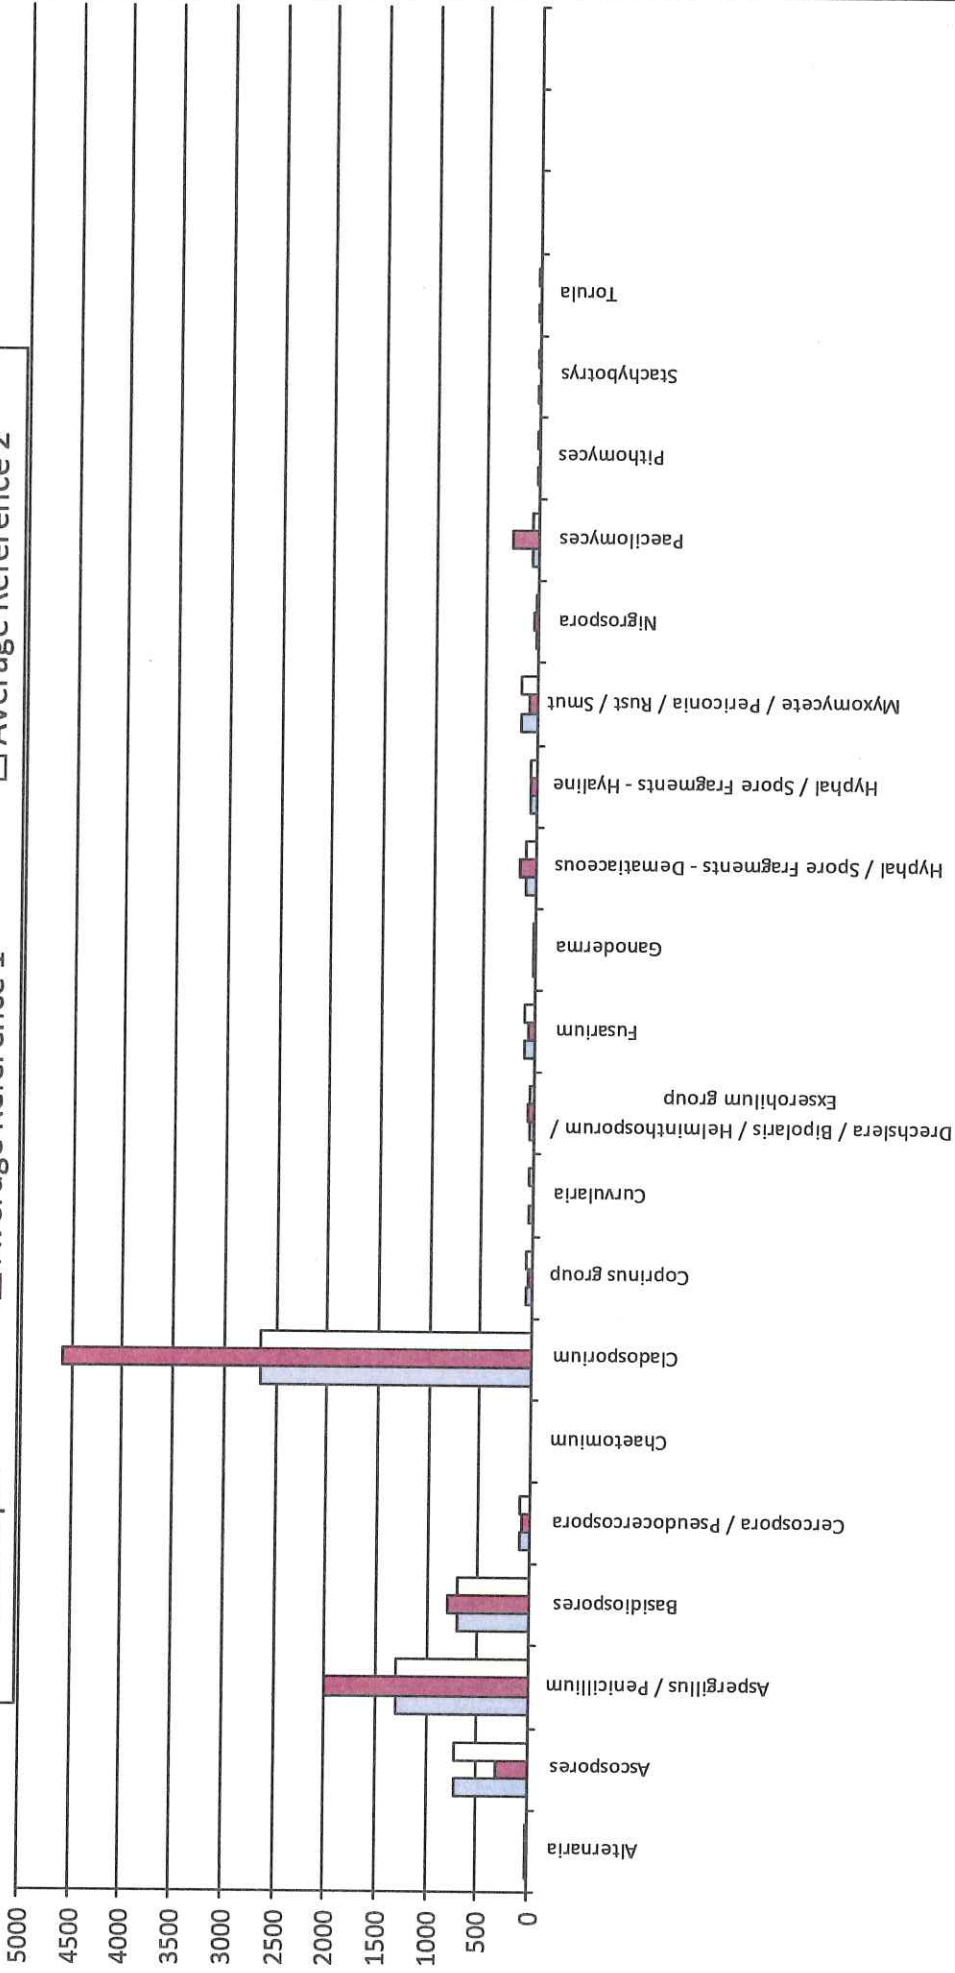 Average Reference 1
Average Reference 2
5000
4500
4000
3500
3000
2500
2000
1500
1000
500
0
Alternaria
Ascospores
Aspergillus / Penicillium
Basidiospores
Cercospora / Pseudocercospora
Chaetomium
Cladosporium
Coprinus group
Curvularia
Drechslera / Bipolaris / Helminthosporum /
Exserohilum group
Fusarium
Ganoderma
Hyphal / Spore Fragments - Dematiaceous
Hyphal / Spore Fragments - Hyaline
Myxomycete / Periconia / Rust / Smut
Nigrospora
Paecilomyces
Pithomyces
Stachybotrys
Torula